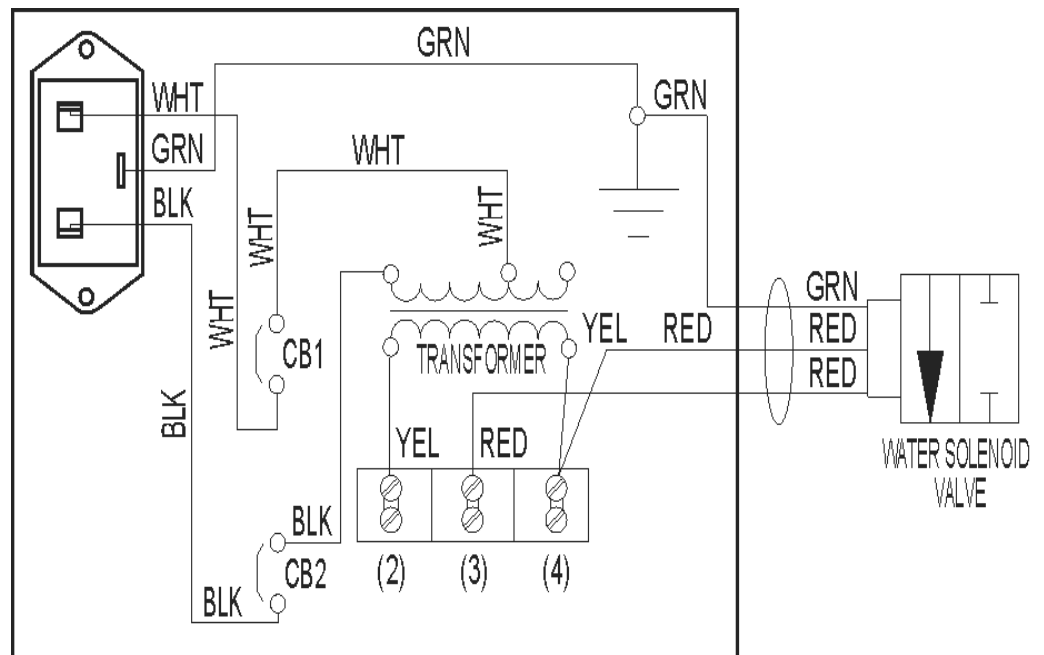 GRN
WHT
GRN
GRN
WHT
BLK
WHT
WHT
WHT
GRN
RED
RED
YEL
RED
CB1
TRANSFORMER
BLK
YEL
RED
WATER SOLENOID
VALVE
BLK
CB2
(2)
(3)
(4)
BLK